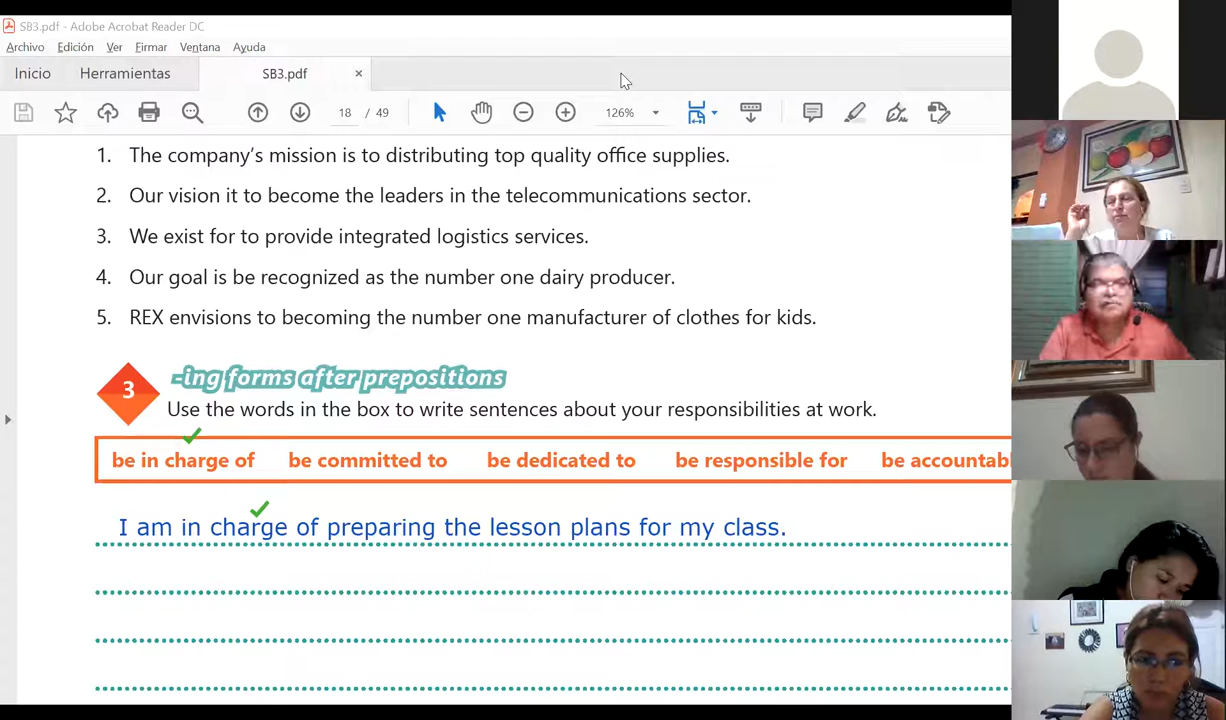 SB3.pdf - Adobe Acrobat Reader DC
Archivo Edición Ver Firmar Ventana Ayuda
Inicio Herramientas SB3.pdf ×
18 / 49 126%
1. The company's mission is to distributing top quality office supplies.
2. Our vision it to become the leaders in the telecommunications sector.
3. We exist for to provide integrated logistics services.
4. Our goal is be recognized as the number one dairy producer.
5. REX envisions to becoming the number one manufacturer of clothes for kids.
3 -ing forms after prepositions
Use the words in the box to write sentences about your responsibilities at work.
be in charge of be committed to be dedicated to be responsible for be accountabl
I am in charge of preparing the lesson plans for my class.